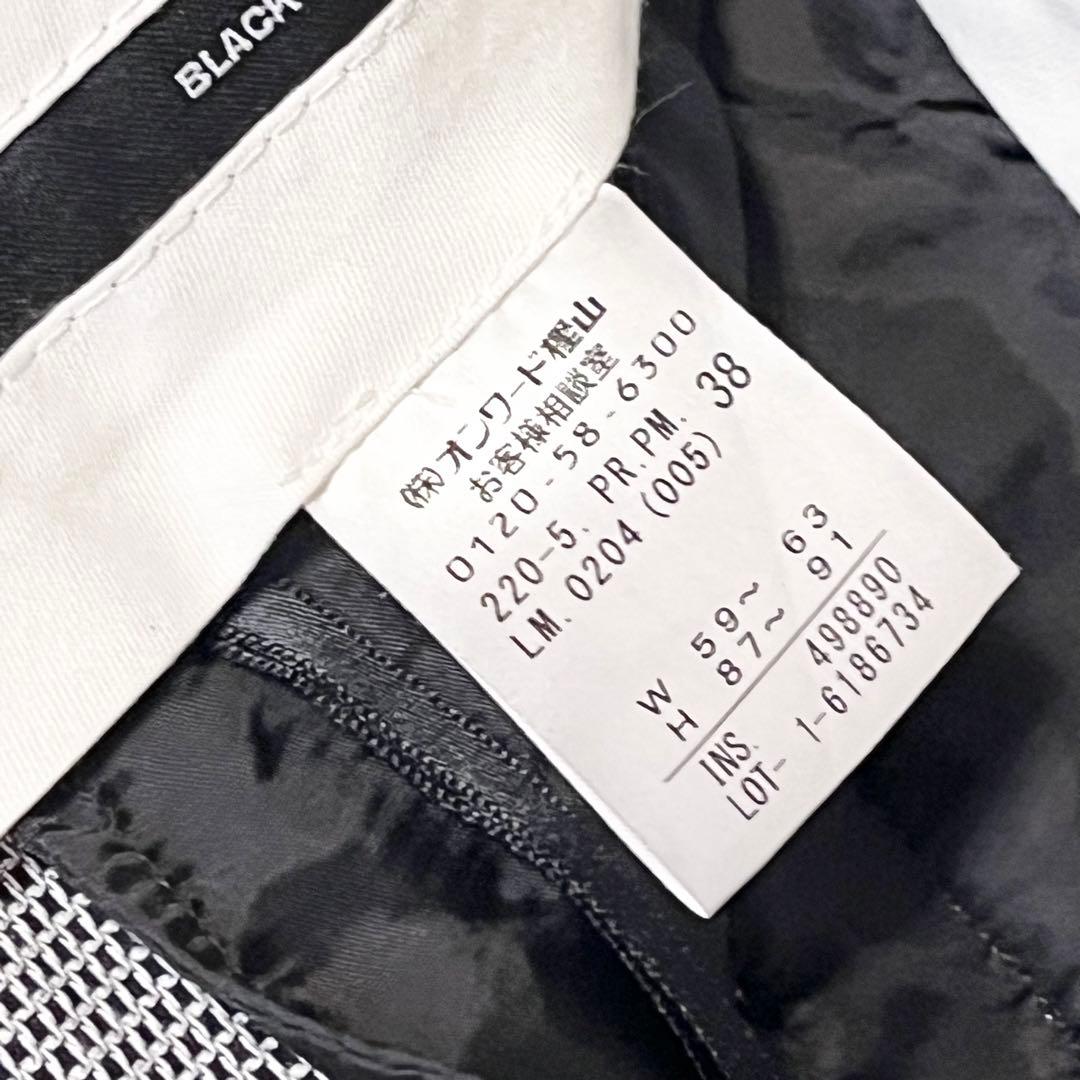 BLACK
(株)オンワード樫山
お客様相談室
0120-58-6300
220-5. PR.PM. 38
LM. 0204 (005)
W 59~ 63
H 87~ 91
INS. 498890
LOT- 1-6186734